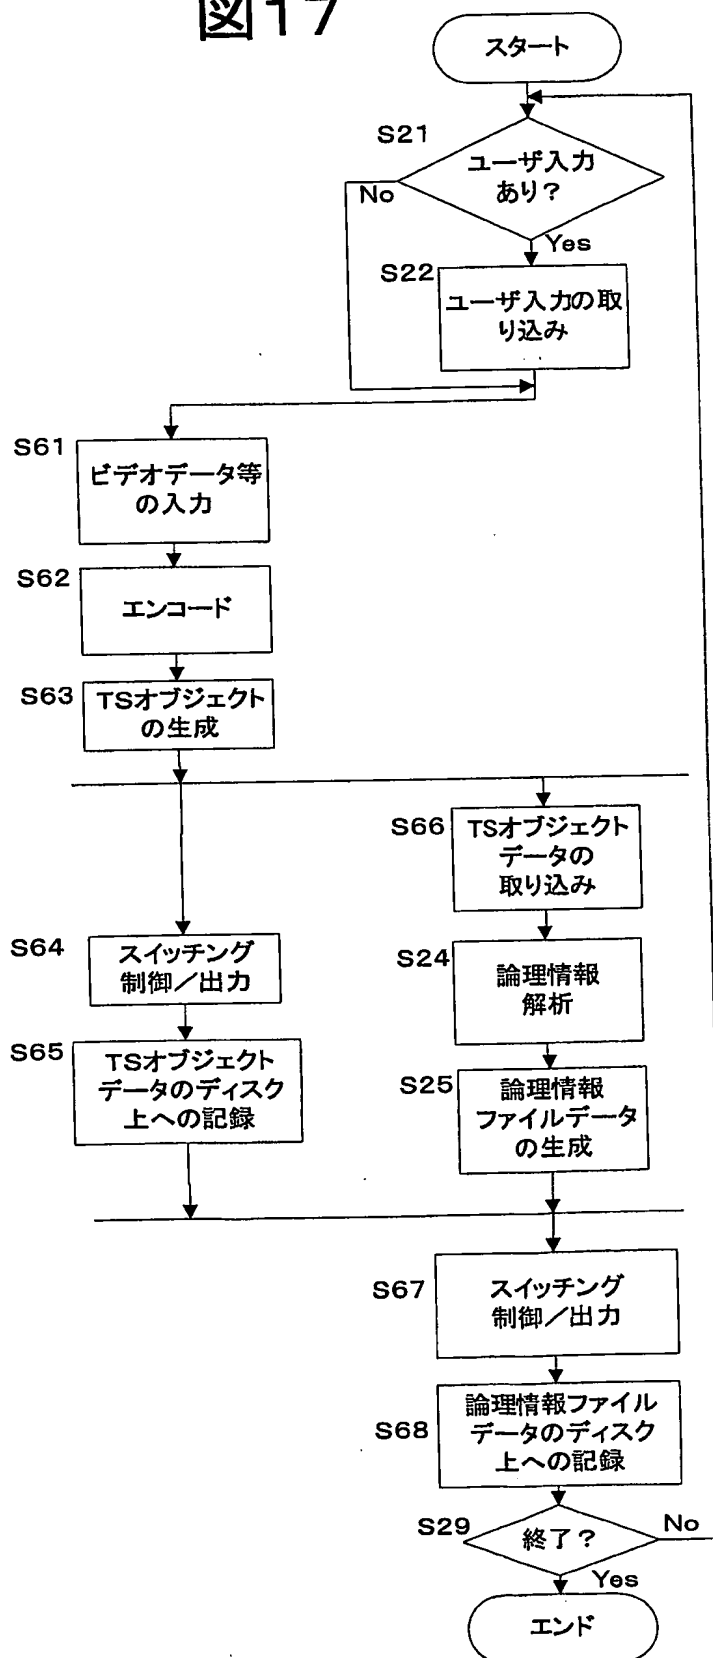 図17
スタート
S21
ユーザ入力
あり？
No
Yes
S22
ユーザ入力の取
り込み
S61
ビデオデータ等
の入力
S62
エンコード
S63
TSオブジェクト
の生成
S66
TSオブジェクト
データの
取り込み
S64
スイッチング
制御／出力
S24
論理情報
解析
S65
TSオブジェクト
データのディスク
上への記録
S25
論理情報
ファイルデータ
の生成
S67
スイッチング
制御／出力
S68
論理情報ファイル
データのディスク
上への記録
S29
終了？
No
Yes
エンド